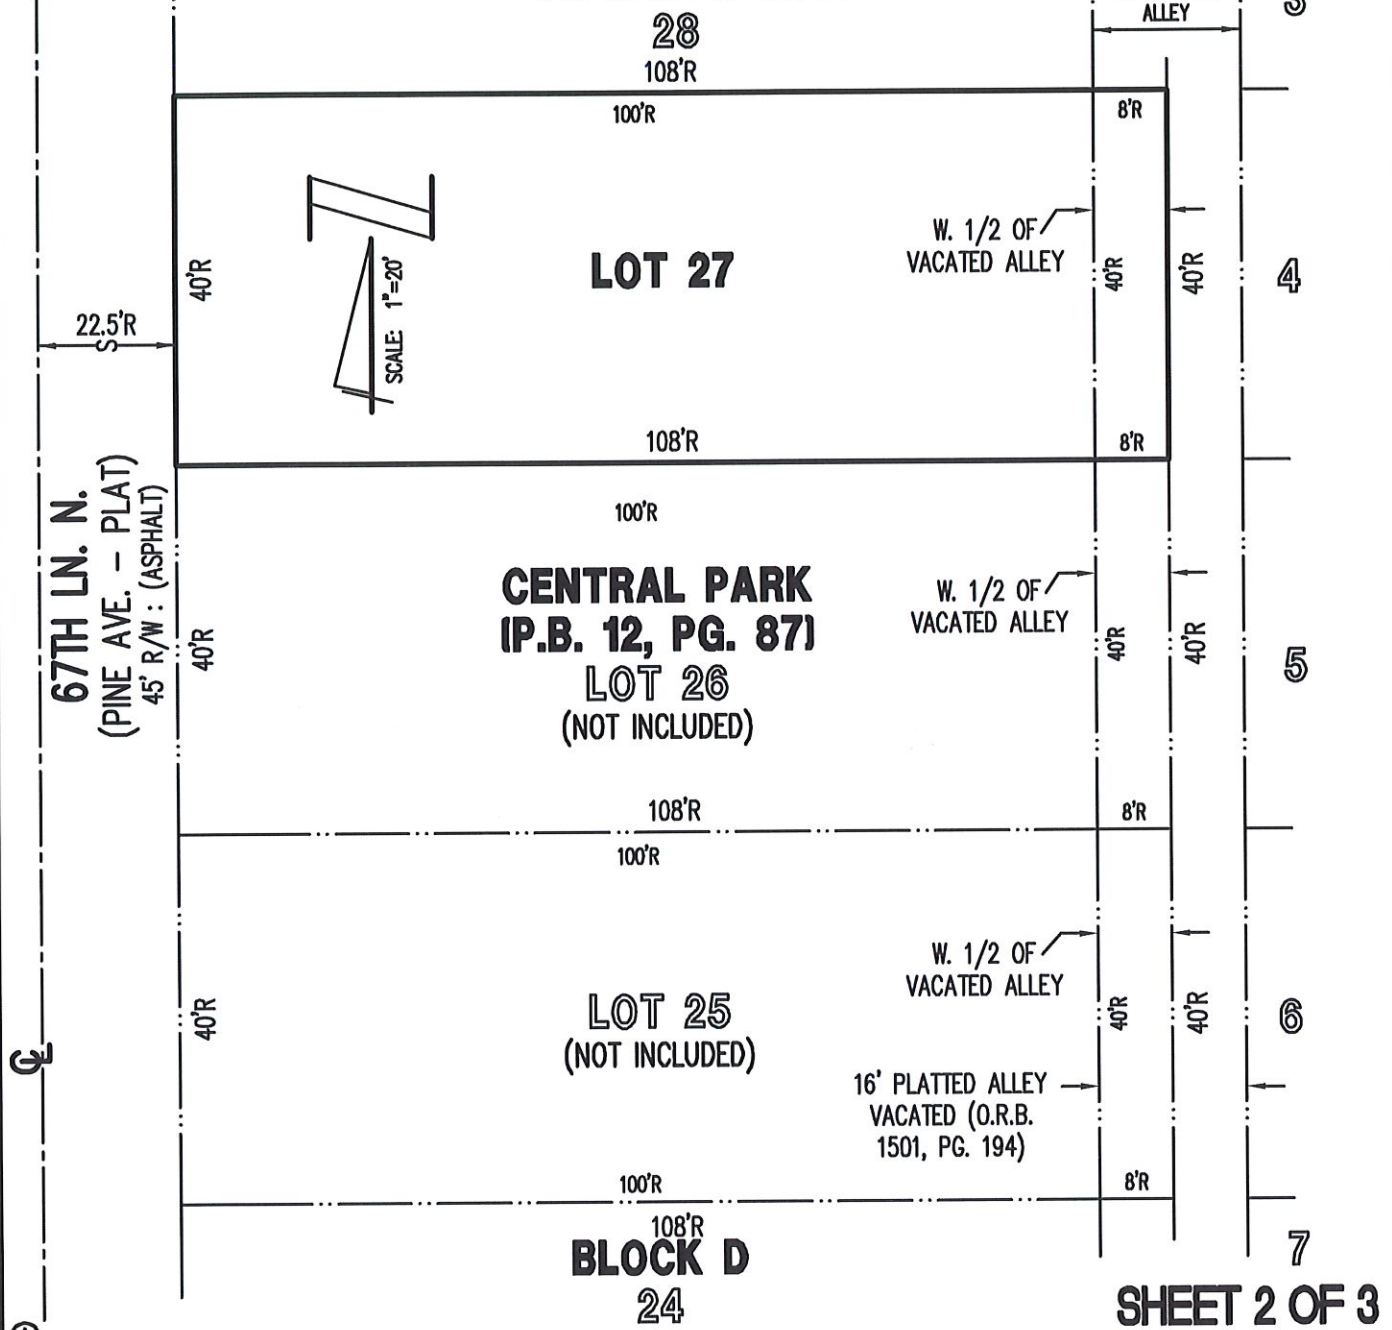 ALLEY
28
108'R
100'R
8'R
W. 1/2 OF
VACATED ALLEY
40'R
LOT 27
40'R
40'R
4
N
SCALE: 1"=20'
22.5'R
S
108'R
8'R
67TH LN. N.
(PINE AVE. - PLAT)
45' R/W : (ASPHALT)
100'R
CENTRAL PARK
(P.B. 12, PG. 87)
LOT 26
(NOT INCLUDED)
W. 1/2 OF
VACATED ALLEY
40'R
40'R
40'R
5
108'R
8'R
100'R
W. 1/2 OF
VACATED ALLEY
40'R
LOT 25
(NOT INCLUDED)
40'R
40'R
6
CL
16' PLATTED ALLEY
VACATED (O.R.B.
1501, PG. 194)
100'R
8'R
108'R
BLOCK D
24
7
SHEET 2 OF 3